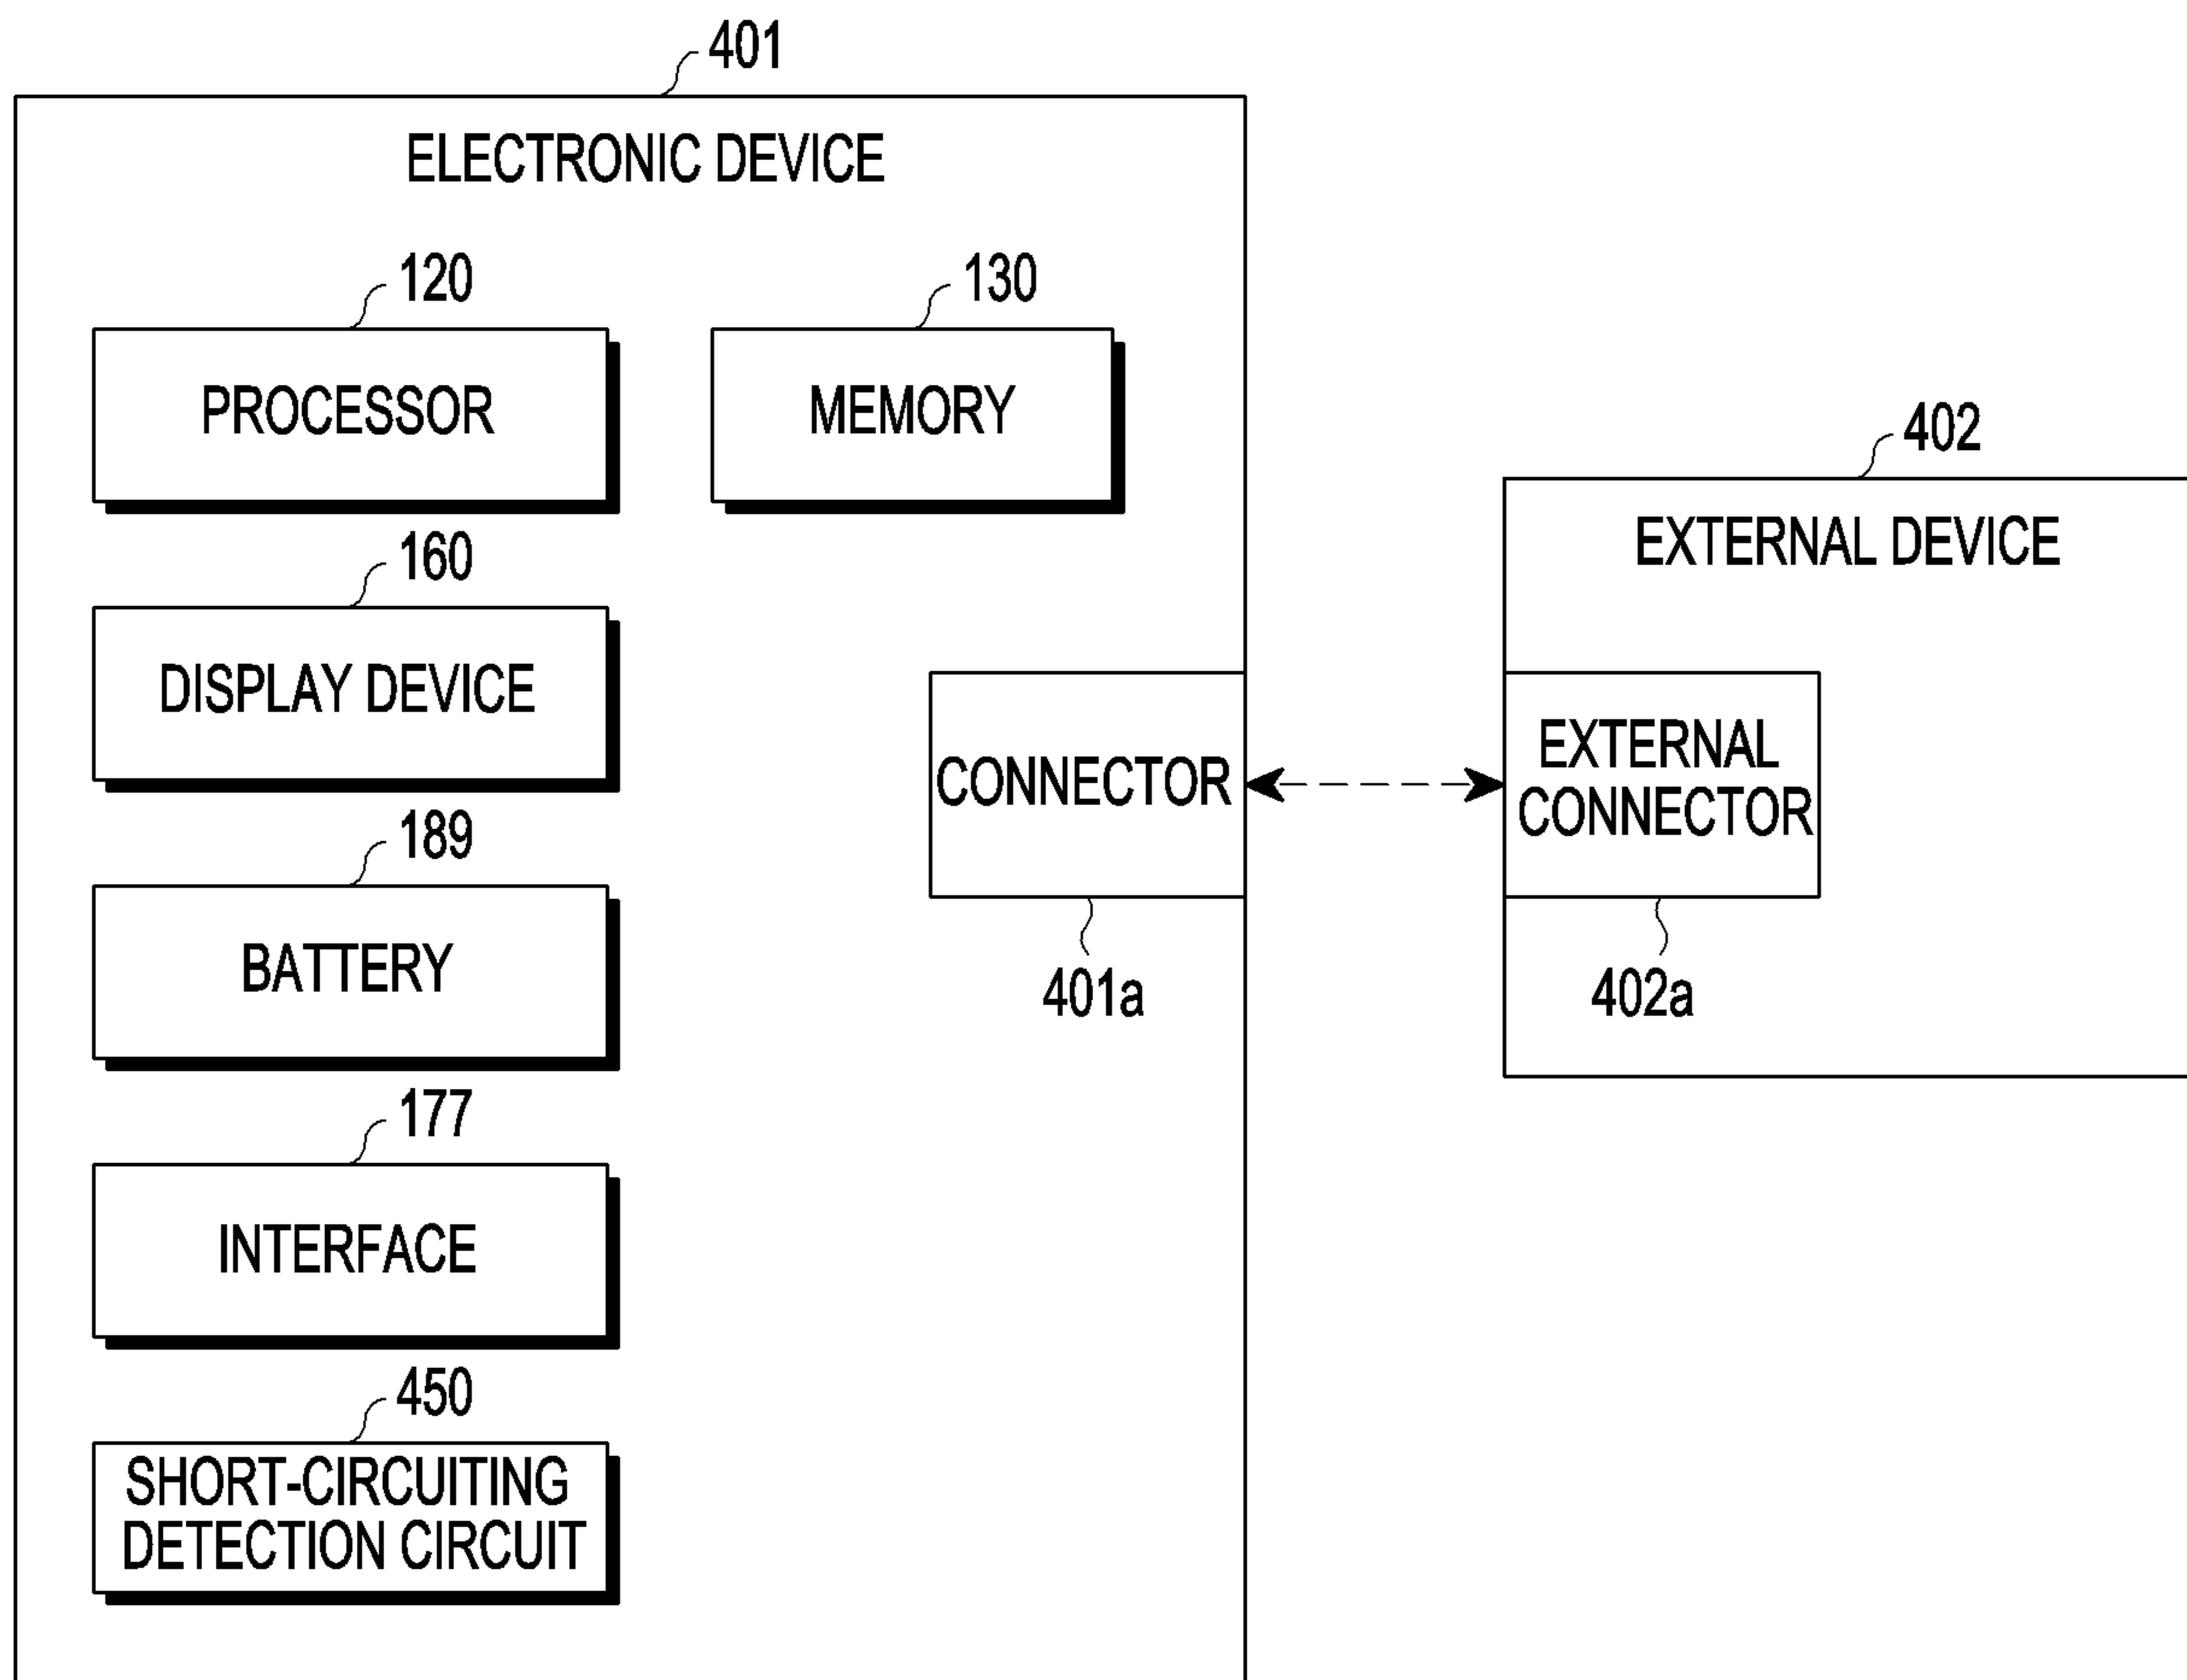 401
ELECTRONIC DEVICE
120
PROCESSOR
130
MEMORY
160
DISPLAY DEVICE
189
BATTERY
177
INTERFACE
450
SHORT-CIRCUITING
DETECTION CIRCUIT
CONNECTOR
401a
402
EXTERNAL DEVICE
EXTERNAL
CONNECTOR
402a